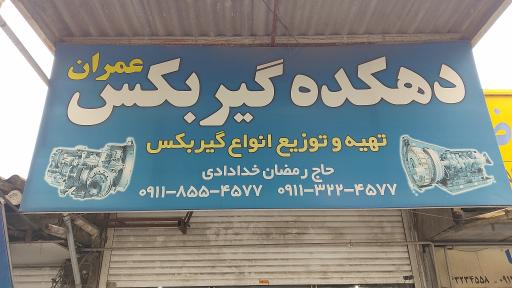 دهکده گیربکس
عمران
تهیه و توزیع انواع گیربکس
حاج رمضان خدادادی
۰۹۱۱-۸۵۵-۴۵۷۷ ۰۹۱۱-۳۲۲-۴۵۷۷